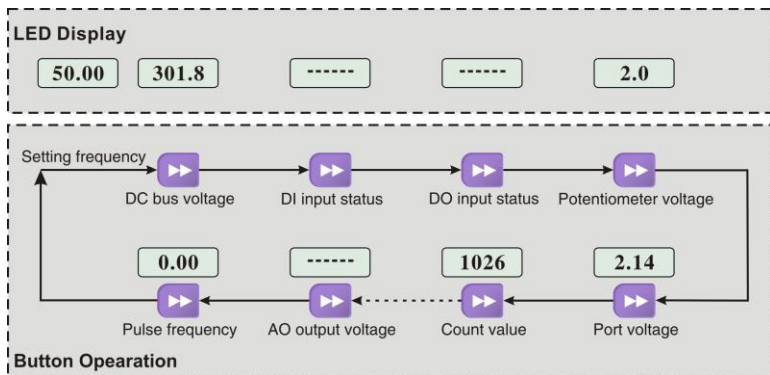 LED Display
50.00 301.8 ------ ------ 2.0
Setting frequency
DC bus voltage DI input status DO input status Potentiometer voltage
0.00 ------ 1026 2.14
Pulse frequency AO output voltage Count value Port voltage
Button Opearation